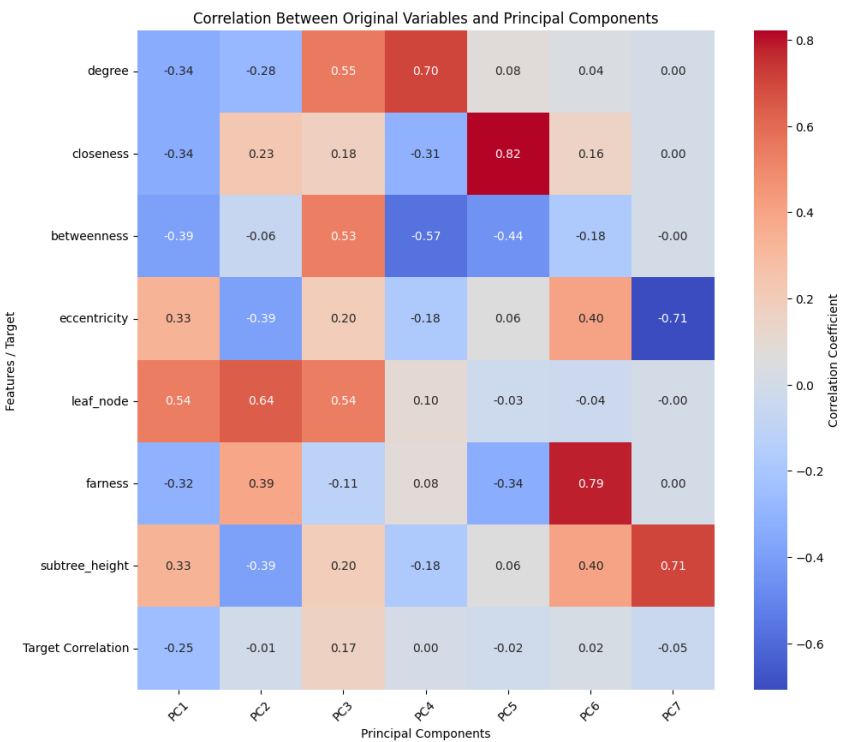 Correlation Between Original Variables and Principal Components
Features / Target
degree -0.34 -0.28 0.55 0.70 0.08 0.04 0.00
closeness -0.34 0.23 0.18 -0.31 0.82 0.16 0.00
betweenness -0.39 -0.06 0.53 -0.57 -0.44 -0.18 -0.00
eccentricity 0.33 -0.39 0.20 -0.18 0.06 0.40 -0.71
leaf_node 0.54 0.64 0.54 0.10 -0.03 -0.04 -0.00
farness -0.32 0.39 -0.11 0.08 -0.34 0.79 0.00
subtree_height 0.33 -0.39 0.20 -0.18 0.06 0.40 0.71
Target Correlation -0.25 -0.01 0.17 0.00 -0.02 0.02 -0.05
PC1 PC2 PC3 PC4 PC5 PC6 PC7
Principal Components
0.8
0.6
0.4
0.2
0.0
−0.2
−0.4
−0.6
Correlation Coefficient